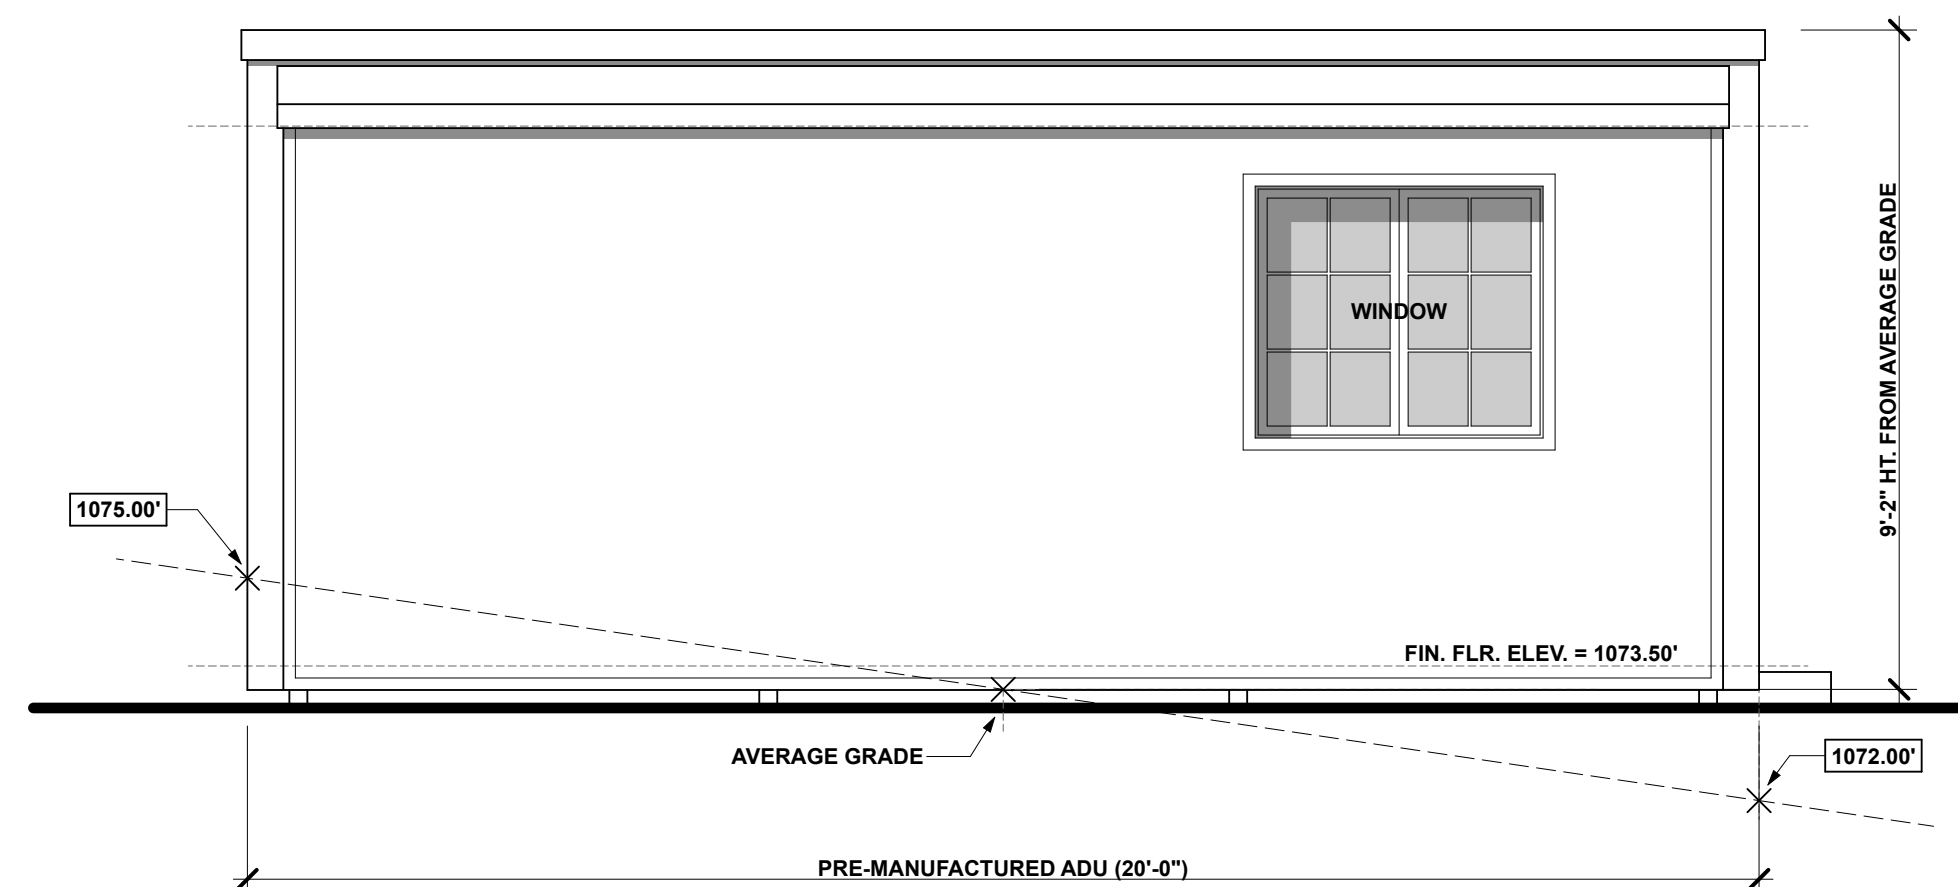 9'-2" HT. FROM AVERAGE GRADE
WINDOW
1075.00'
FIN. FLR. ELEV. = 1073.50'
AVERAGE GRADE
1072.00'
PRE-MANUFACTURED ADU (20'-0")